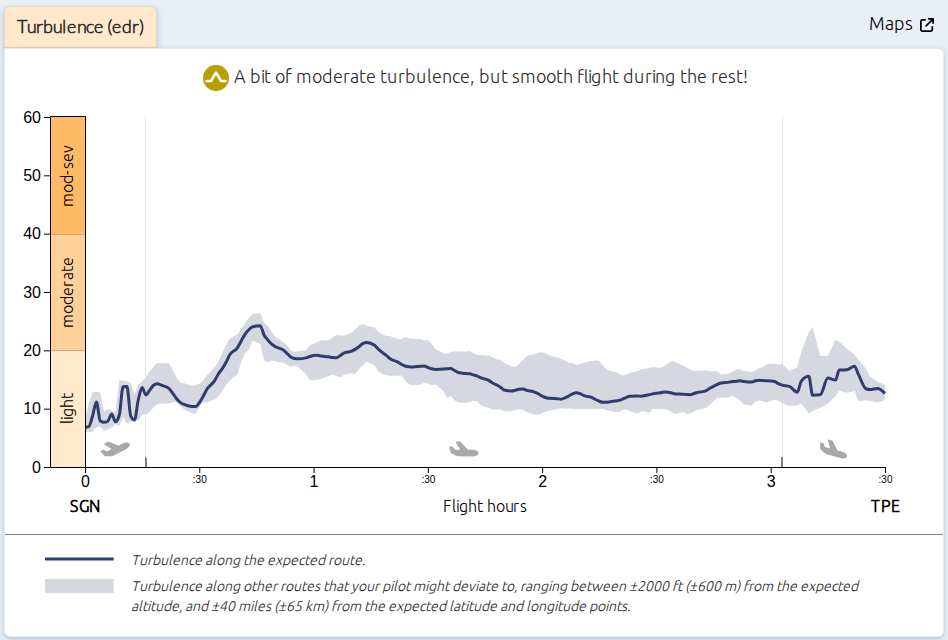 Turbulence (edr)
Maps
A bit of moderate turbulence, but smooth flight during the rest!
60
50
40
30
20
10
0
mod-sev
moderate
light
0 :30 1 :30 2 :30 3 :30
SGN Flight hours TPE
Turbulence along the expected route.
Turbulence along other routes that your pilot might deviate to, ranging between ±2000 ft (±600 m) from the expected
altitude, and ±40 miles (±65 km) from the expected latitude and longitude points.